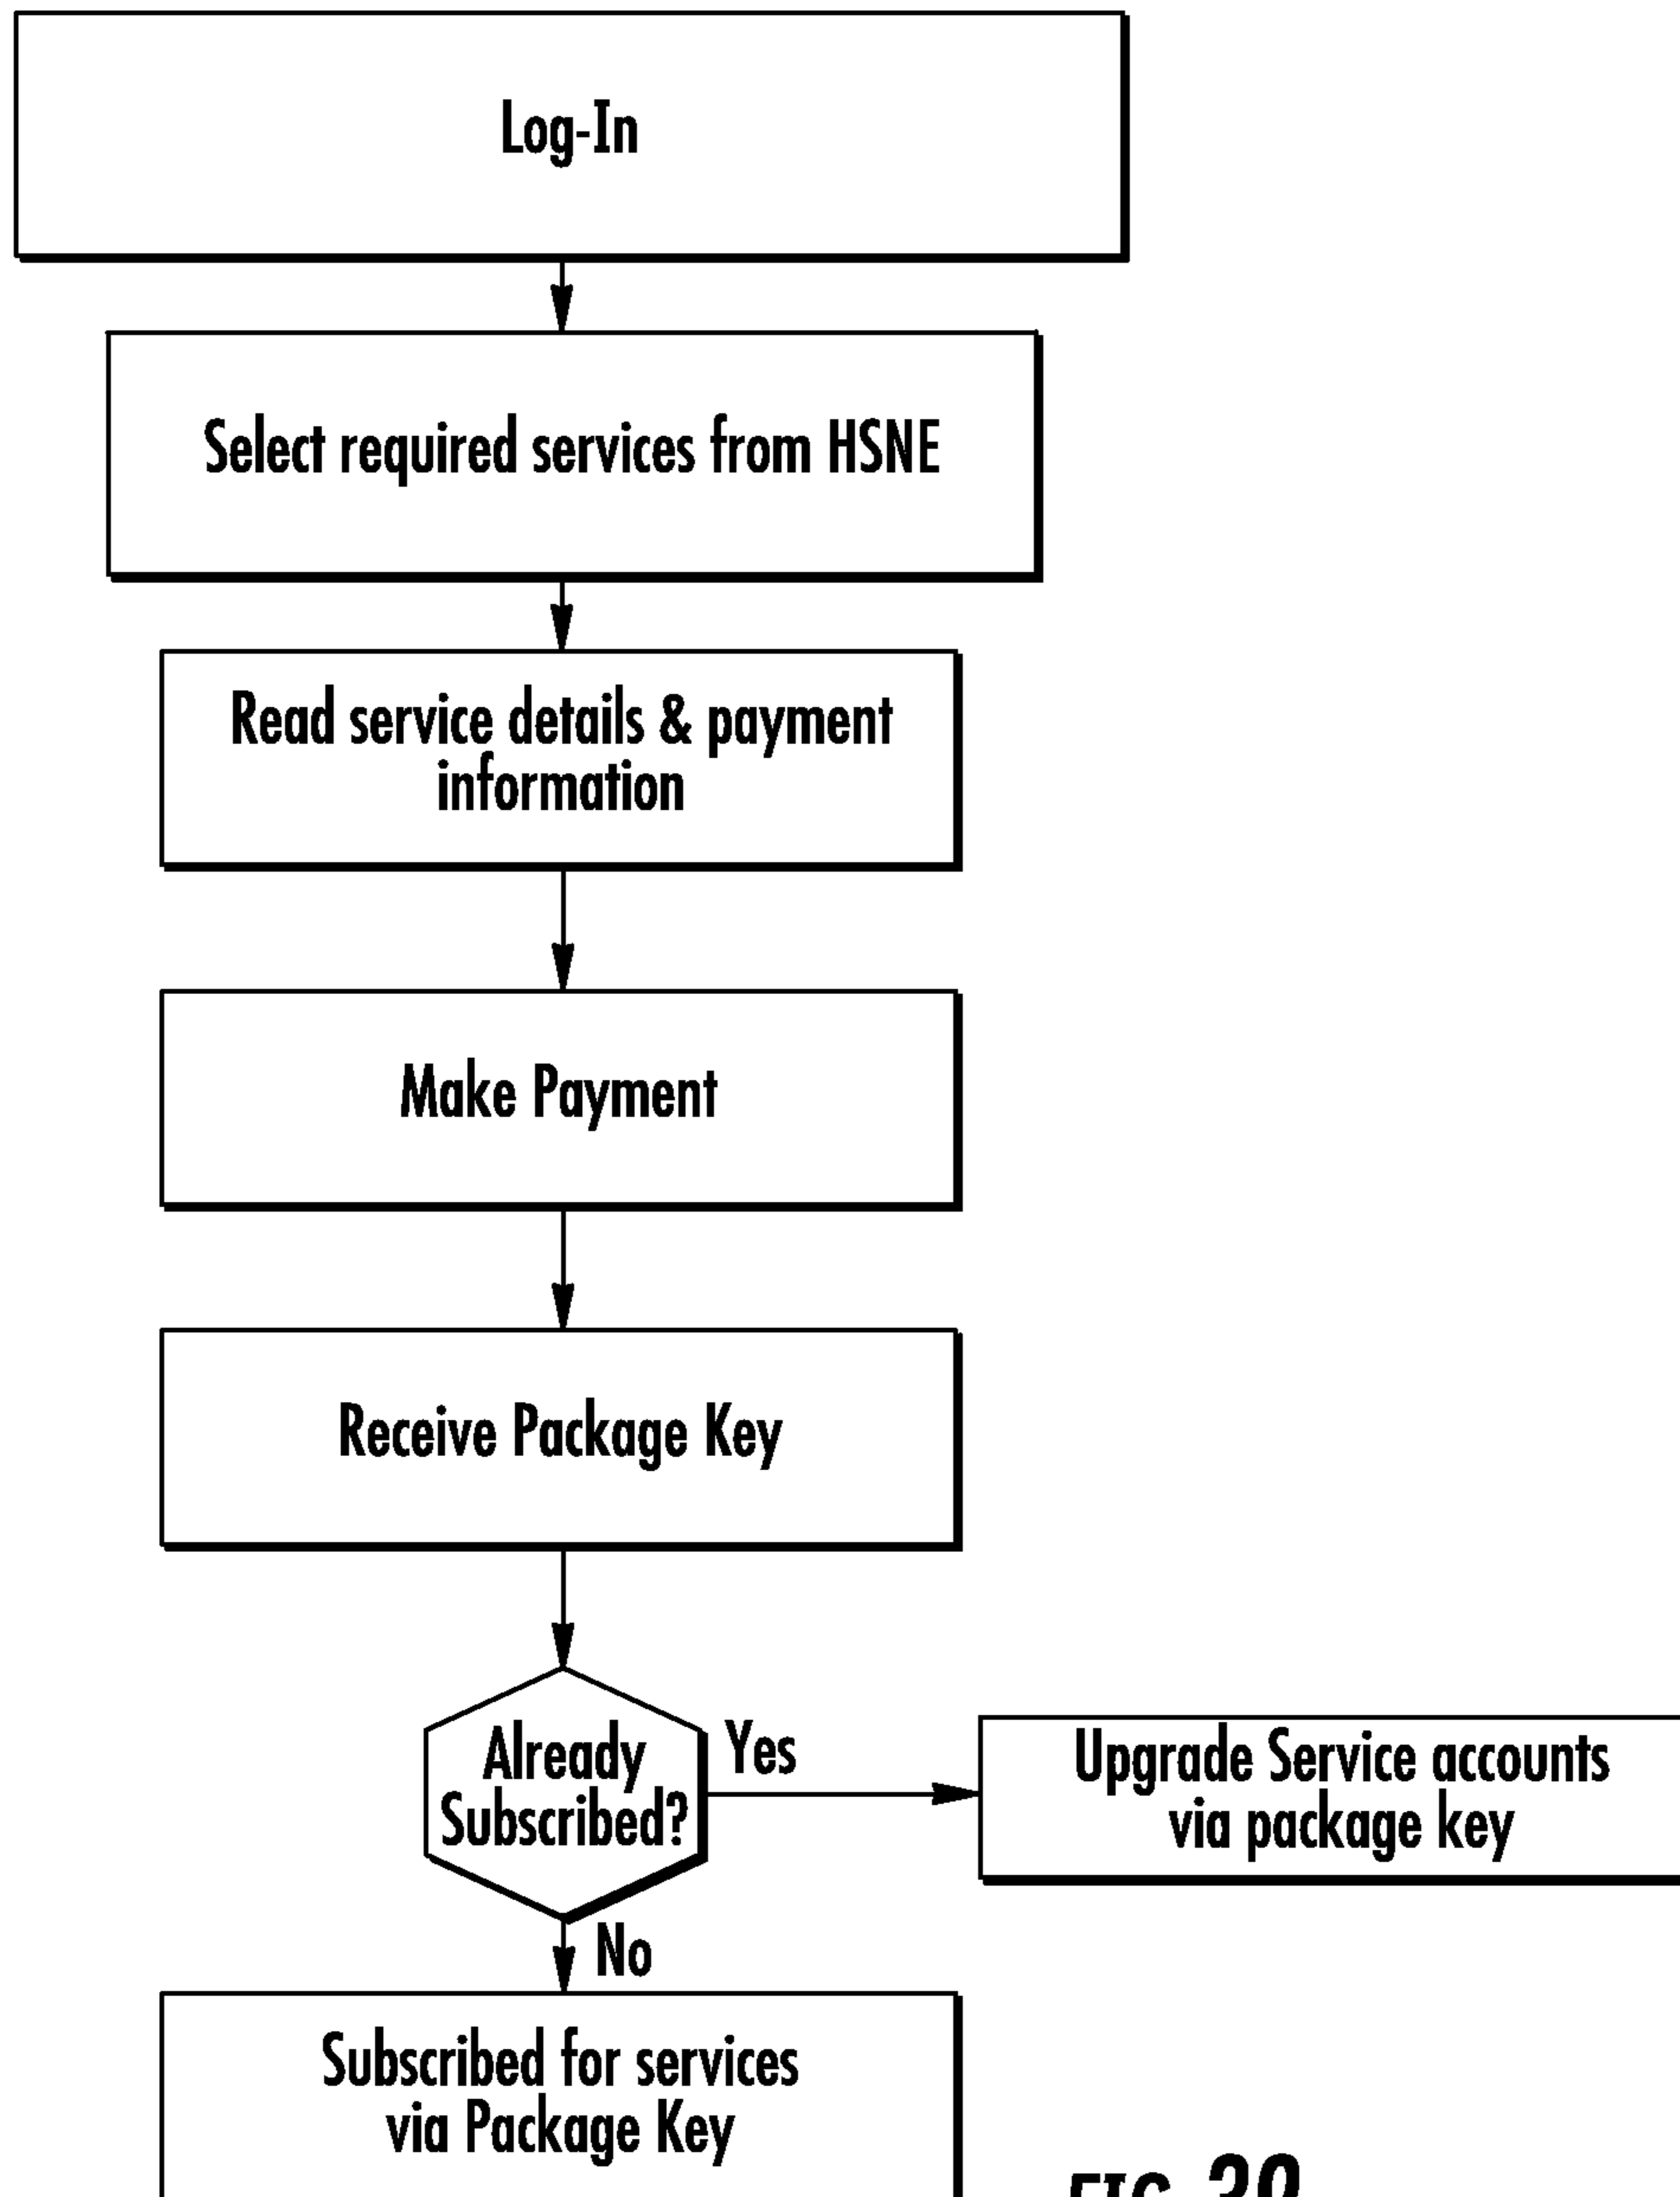 Log-In
Select required services from HSNE
Read service details & payment
information
Make Payment
Receive Package Key
Already
Subscribed?
Yes
Upgrade Service accounts
via package key
No
Subscribed for services
via Package Key
FIG.